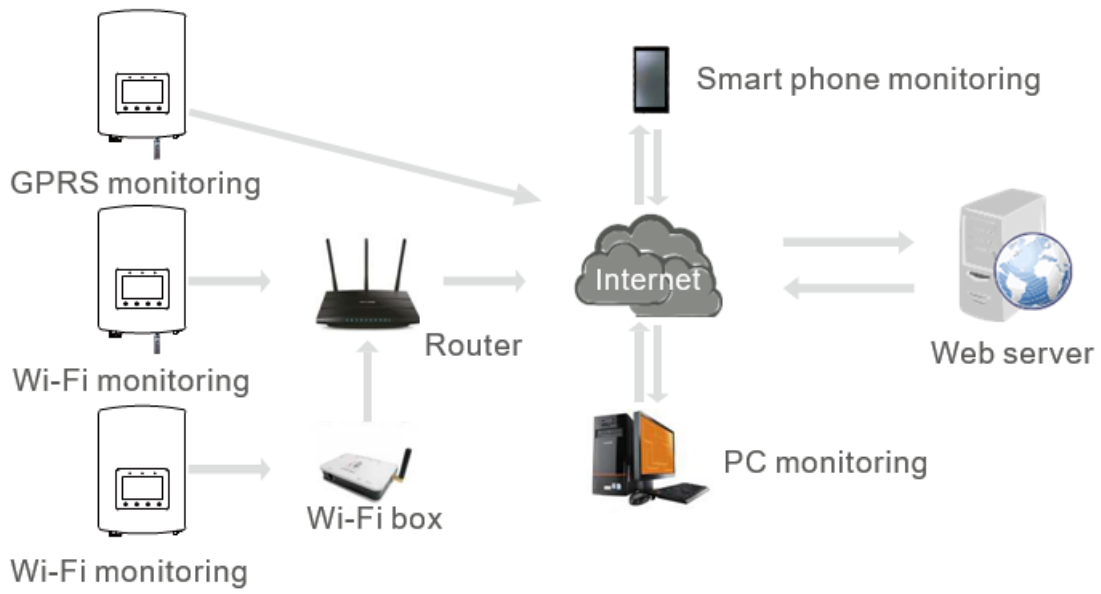 Smart phone monitoring
GPRS monitoring
Internet
Router
Web server
Wi-Fi monitoring
PC monitoring
Wi-Fi box
Wi-Fi monitoring